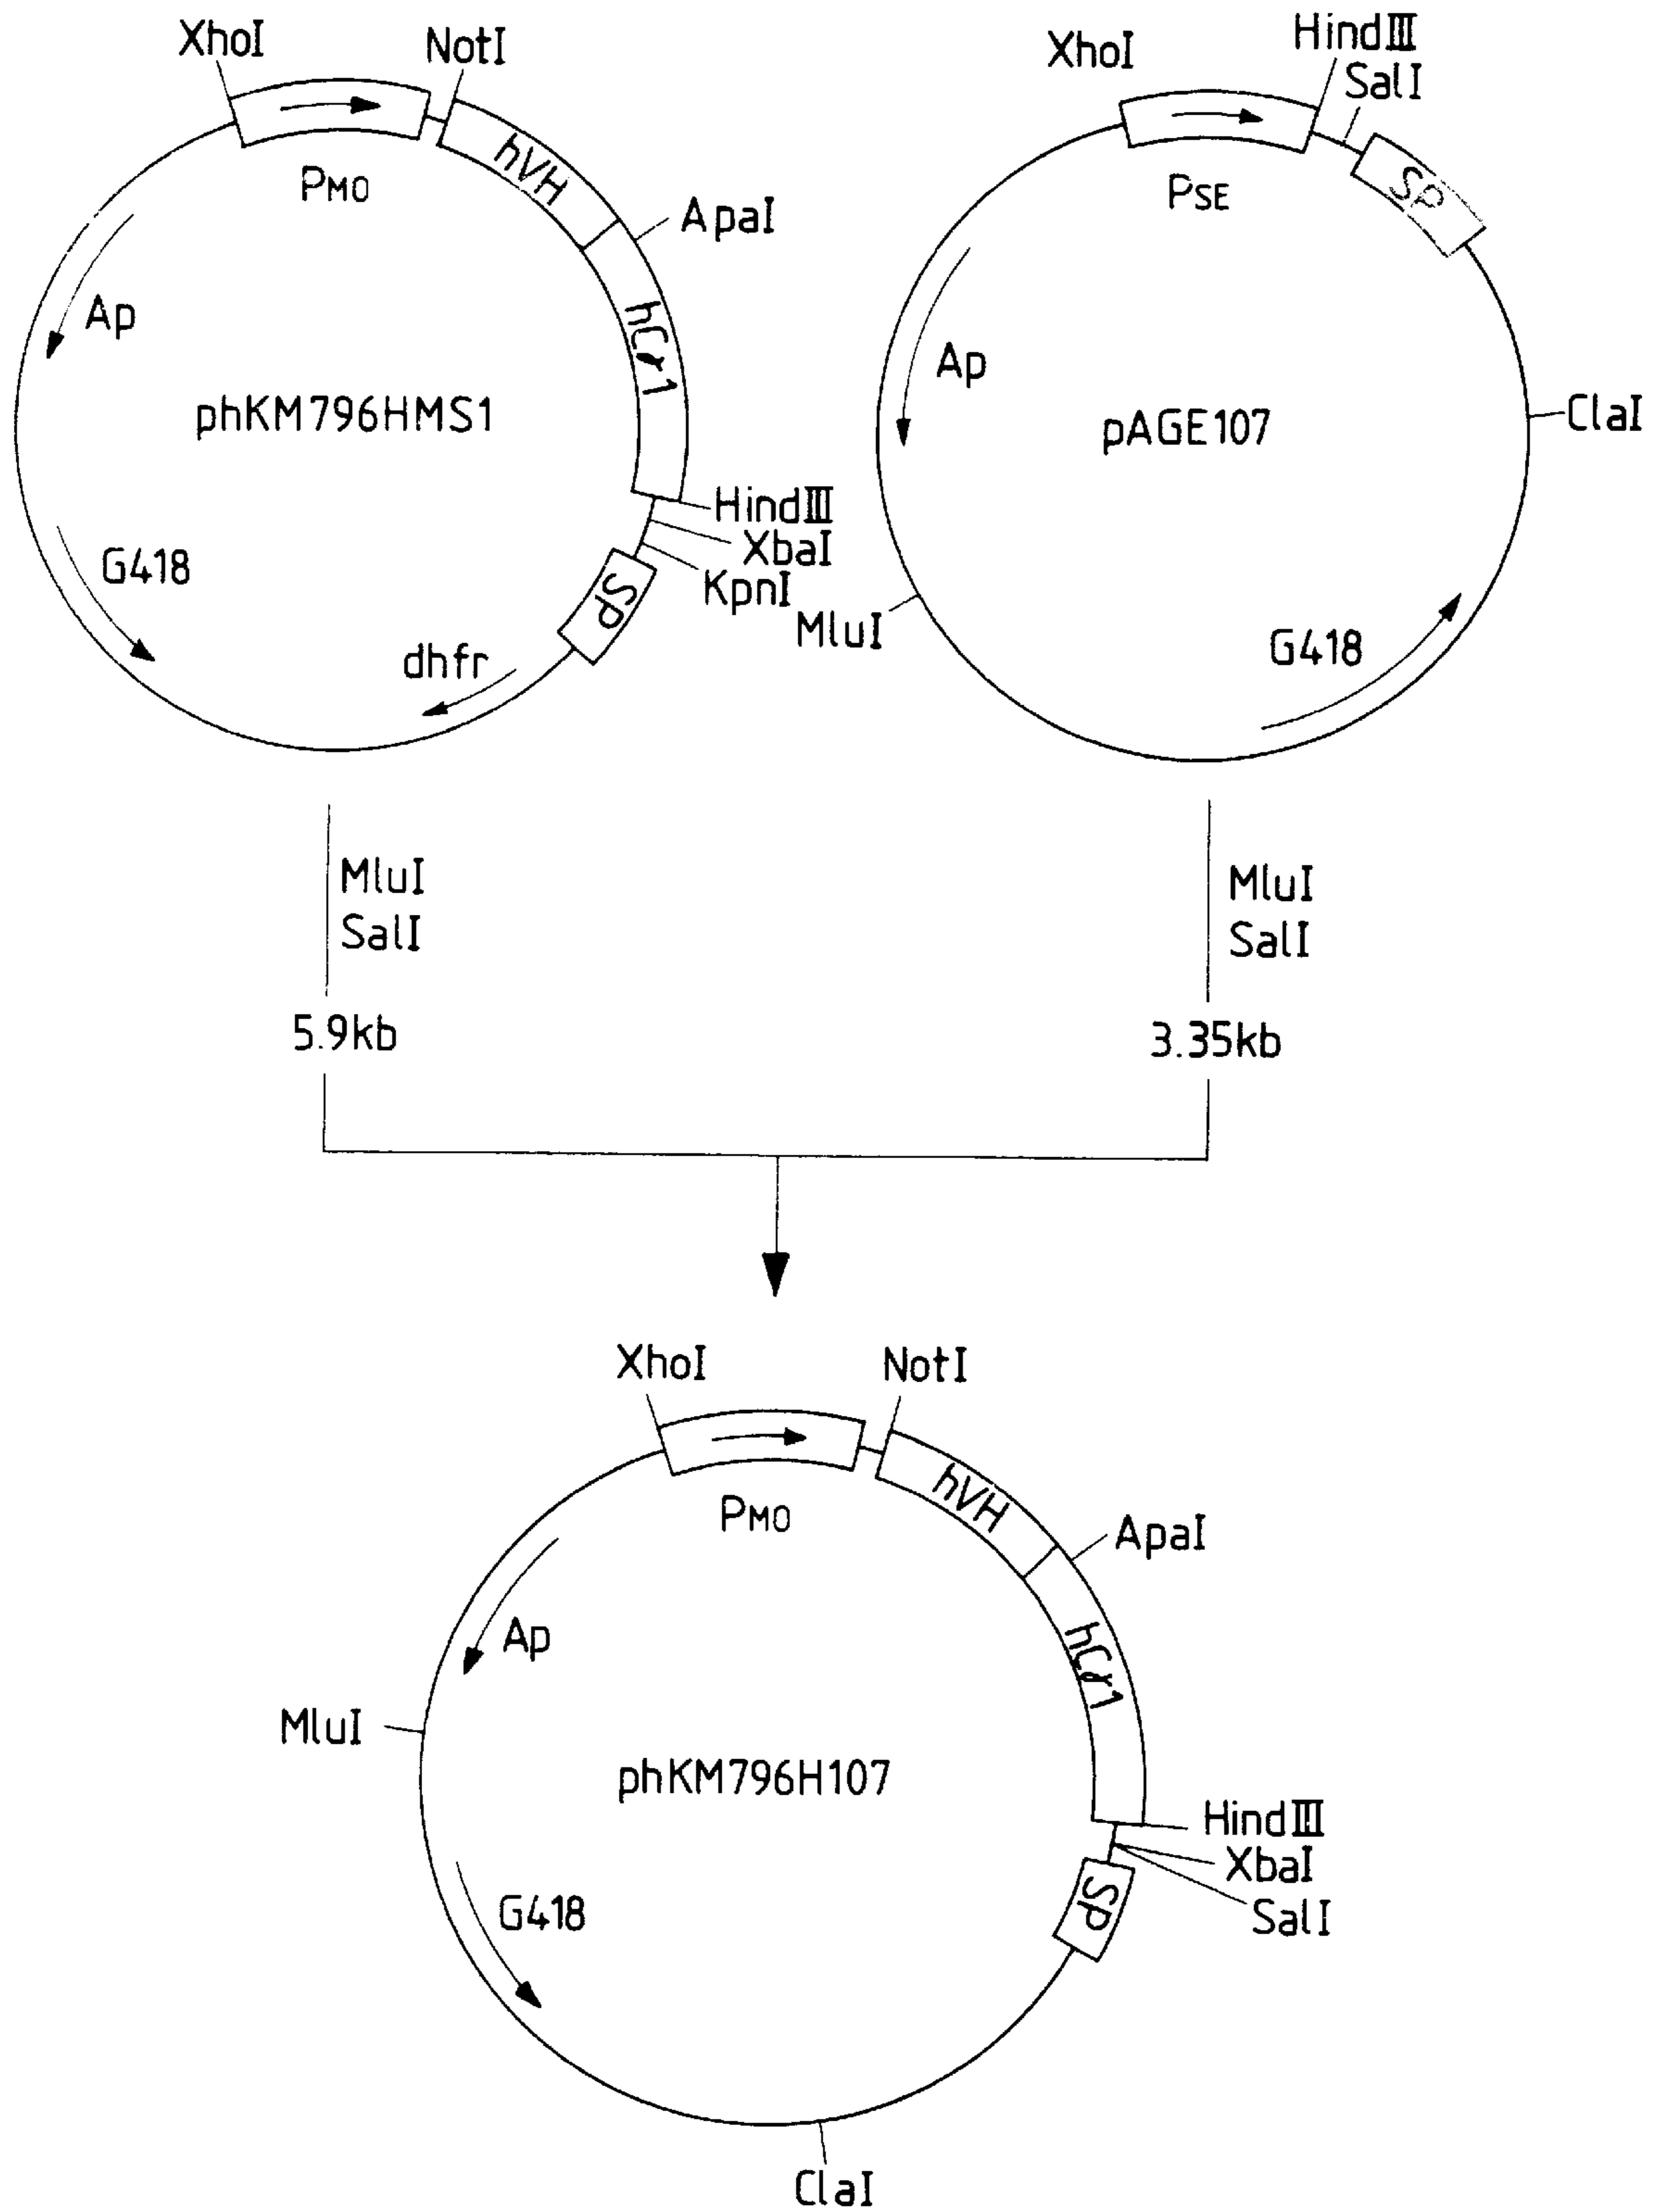 XhoI
NotI
PMO
hVH
ApaI
hCγ1
Ap
phKM796HMS1
HindIII
XbaI
KpnI
SP
G418
dhfr
XhoI
HindIII
SalI
PSE
SP
Ap
pAGE107
ClaI
MluI
G418
MluI
SalI
5.9kb
MluI
SalI
3.35kb
XhoI
NotI
PMO
hVH
ApaI
Ap
hCγ1
MluI
phKM796H107
HindIII
XbaI
SalI
SP
G418
ClaI